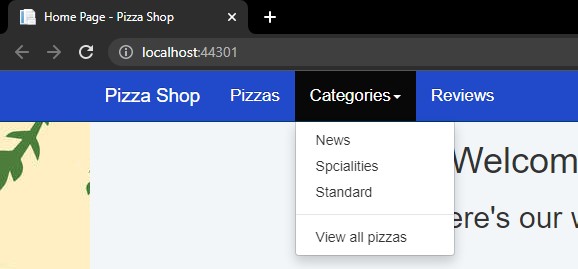 Home Page - Pizza Shop
localhost:44301
Pizza Shop Pizzas Categories Reviews
News
Spcialities
Standard
View all pizzas
Welcom
ere's our w